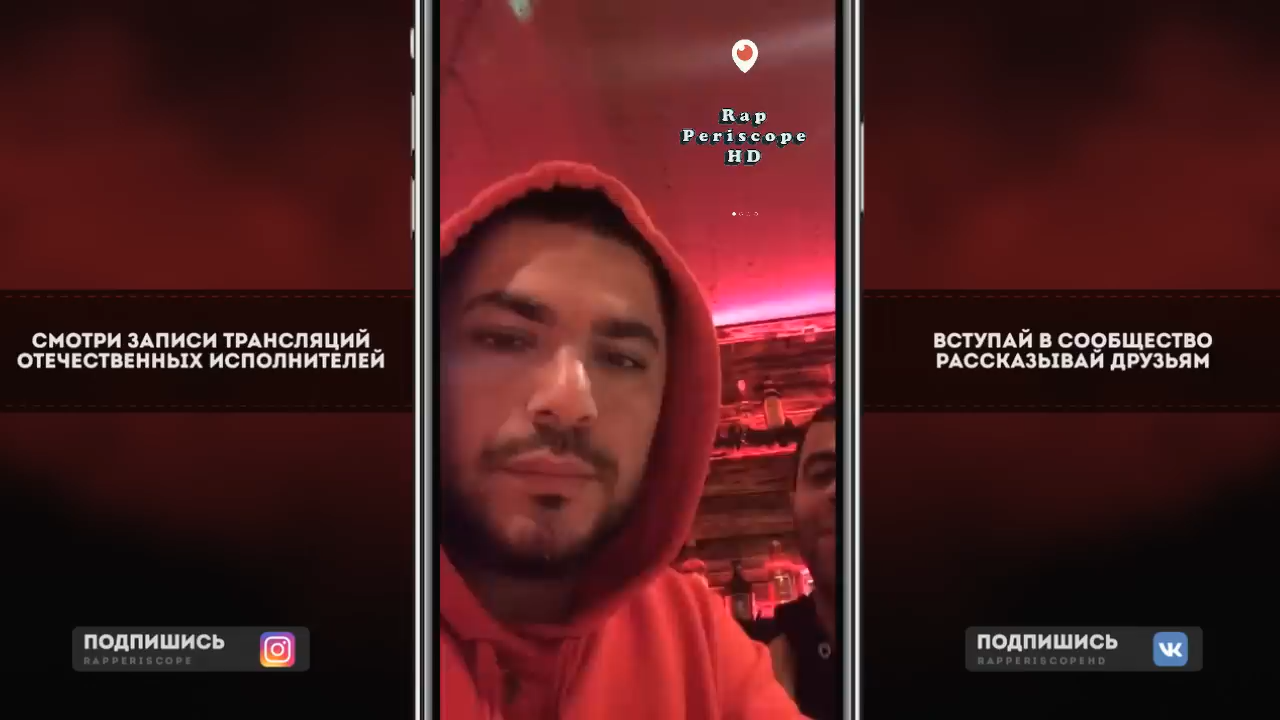 Rap
Periscope
HD
СМОТРИ ЗАПИСИ ТРАНСЛЯЦИЙ
ОТЕЧЕСТВЕННЫХ ИСПОЛНИТЕЛЕЙ
ВСТУПАЙ В СООБЩЕСТВО
РАССКАЗЫВАЙ ДРУЗЬЯМ
ПОДПИШИСЬ
RAPPERISCOPE
ПОДПИШИСЬ
RAPPERISCOPEHD